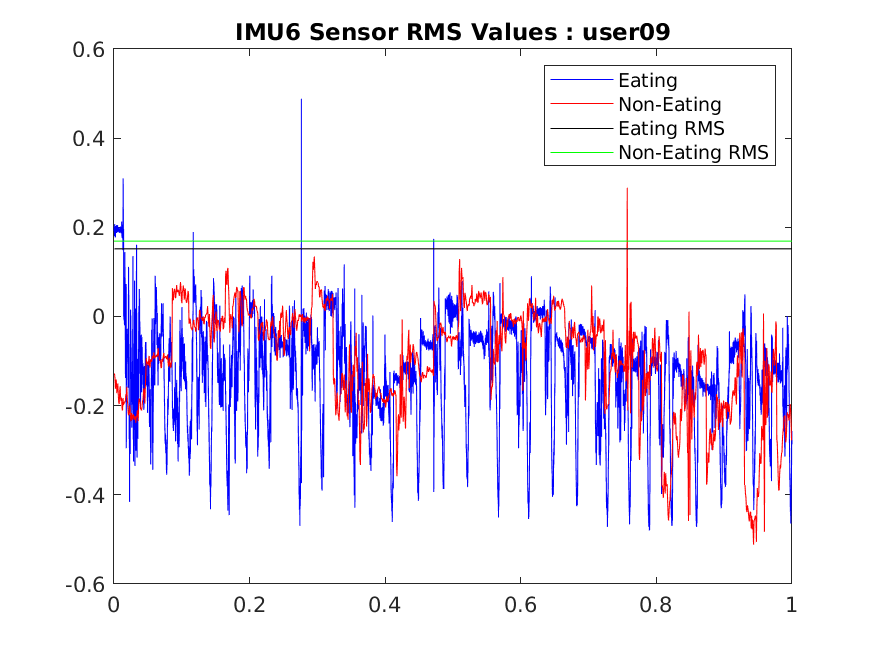 IMU6 Sensor RMS Values : user09
0.6
0.4
0.2
0
-0.2
-0.4
-0.6
Eating
Non-Eating
Eating RMS
Non-Eating RMS
0 0.2 0.4 0.6 0.8 1